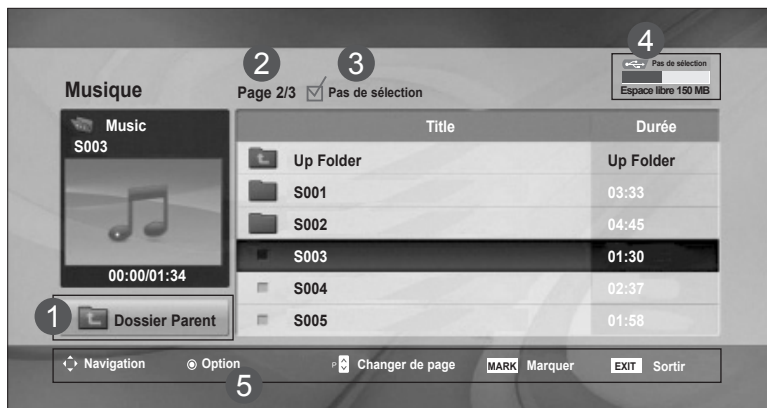 4
2 3
Pas de sélection
Musique Page 2/3 Pas de sélection
Espace libre 150 MB
Music Title Durée
S003
Up Folder Up Folder
S001 03:33
S002 04:45
S003 01:30
00:00/01:34
S004 02:37
1 Dossier Parent
S005 01:58
Navigation Option P Changer de page MARK Marquer EXIT Sortir
5